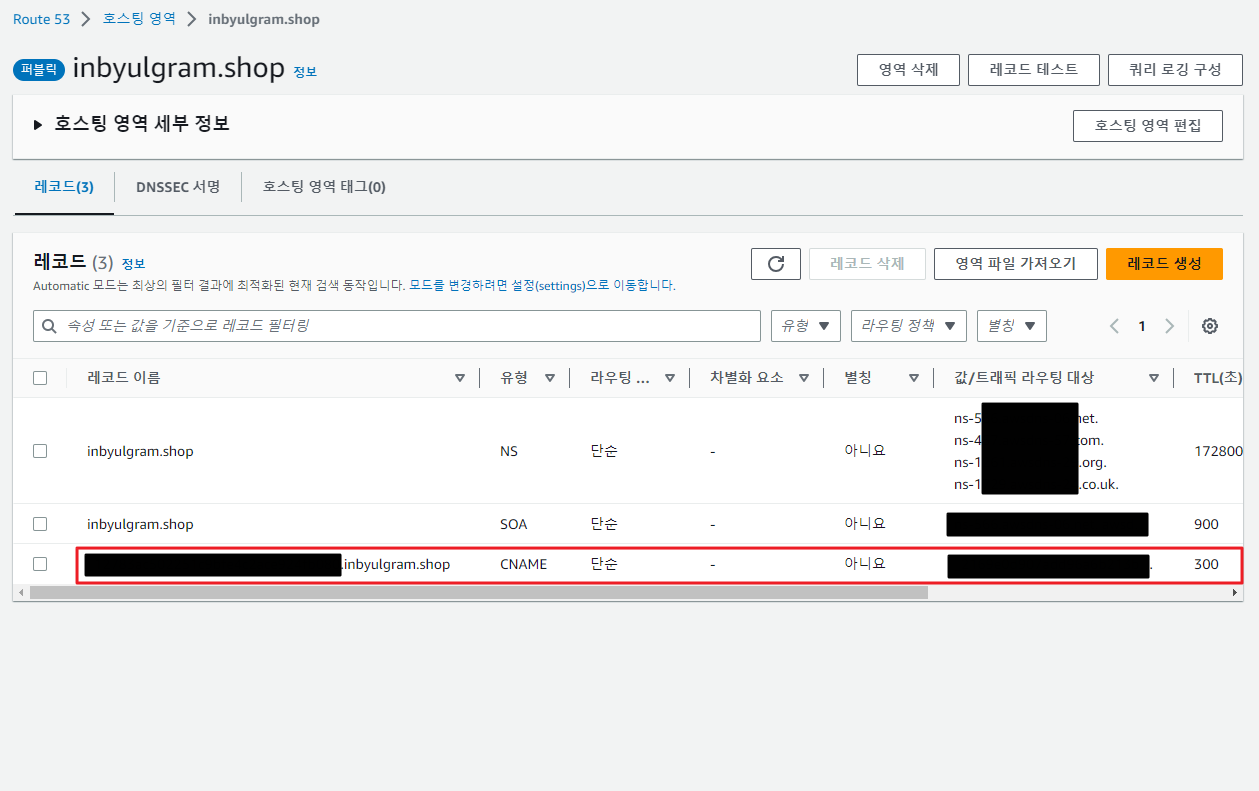 Route 53 > 호스팅 영역 > inbyulgram.shop
퍼블릭 inbyulgram.shop 정보 영역 삭제 레코드 테스트 쿼리 로깅 구성
▶ 호스팅 영역 세부 정보 호스팅 영역 편집
레코드(3) DNSSEC 서명 호스팅 영역 태그(0)
레코드 (3) 정보 레코드 삭제 영역 파일 가져오기 레코드 생성
Automatic 모드는 최상의 필터 결과에 최적화된 현재 검색 동작입니다. 모드를 변경하려면 설정(settings)으로 이동합니다.
속성 또는 값을 기준으로 레코드 필터링 유형 라우팅 정책 별칭 1
레코드 이름 유형 라우팅 ... 차별화 요소 별칭 값/트래픽 라우팅 대상 TTL(초)
inbyulgram.shop NS 단순 - 아니요 172800
ns-5 net.
ns-4 com.
ns-1 .org.
ns-1 .co.uk.
inbyulgram.shop SOA 단순 - 아니요 900
.inbyulgram.shop CNAME 단순 - 아니요 . 300